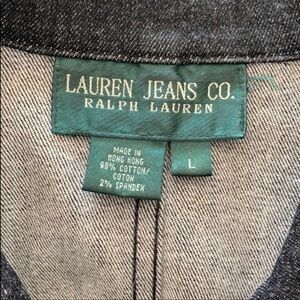 LAUREN JEANS CO.
RALPH LAUREN
MADE IN
HONG KONG
98% COTTON/
COTON
2% SPANDEX
L